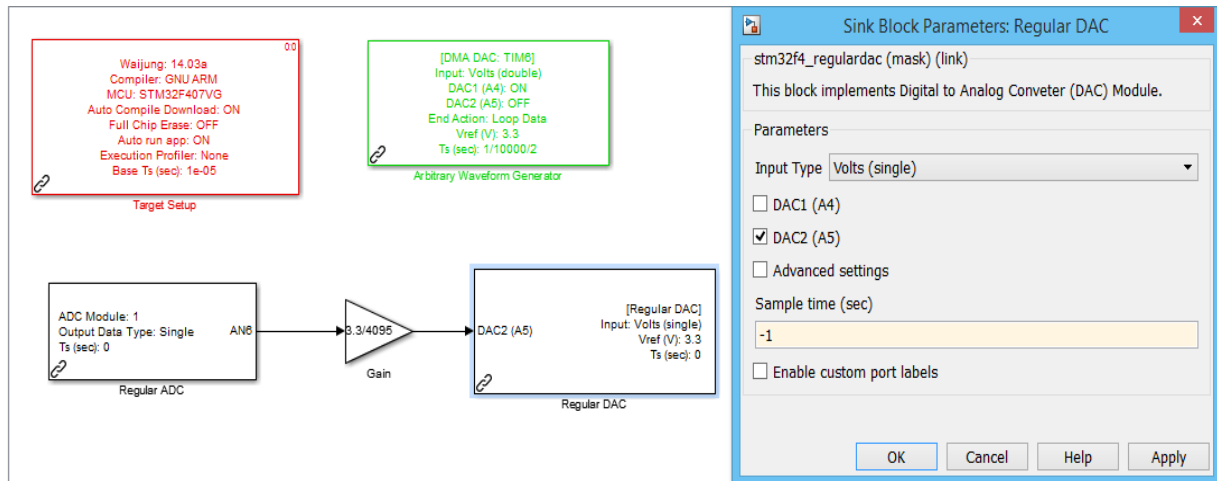 0:0
Waijung: 14.03a
Compiler: GNU ARM
MCU: STM32F407VG
Auto Compile Download: ON
Full Chip Erase: OFF
Auto run app: ON
Execution Profiler: None
Base Ts (sec): 1e-05
Target Setup
[DMA DAC: TIM6]
Input: Volts (double)
DAC1 (A4): ON
DAC2 (A5): OFF
End Action: Loop Data
Vref (V): 3.3
Ts (sec): 1/10000/2
Arbitrary Waveform Generator
ADC Module: 1
Output Data Type: Single
Ts (sec): 0
AN6
Regular ADC
3.3/4095
Gain
DAC2 (A5)
[Regular DAC]
Input: Volts (single)
Vref (V): 3.3
Ts (sec): 0
Regular DAC
Sink Block Parameters: Regular DAC
stm32f4_regulardac (mask) (link)
This block implements Digital to Analog Conveter (DAC) Module.
Parameters
Input Type Volts (single)
DAC1 (A4)
DAC2 (A5)
Advanced settings
Sample time (sec)
-1
Enable custom port labels
OK Cancel Help Apply